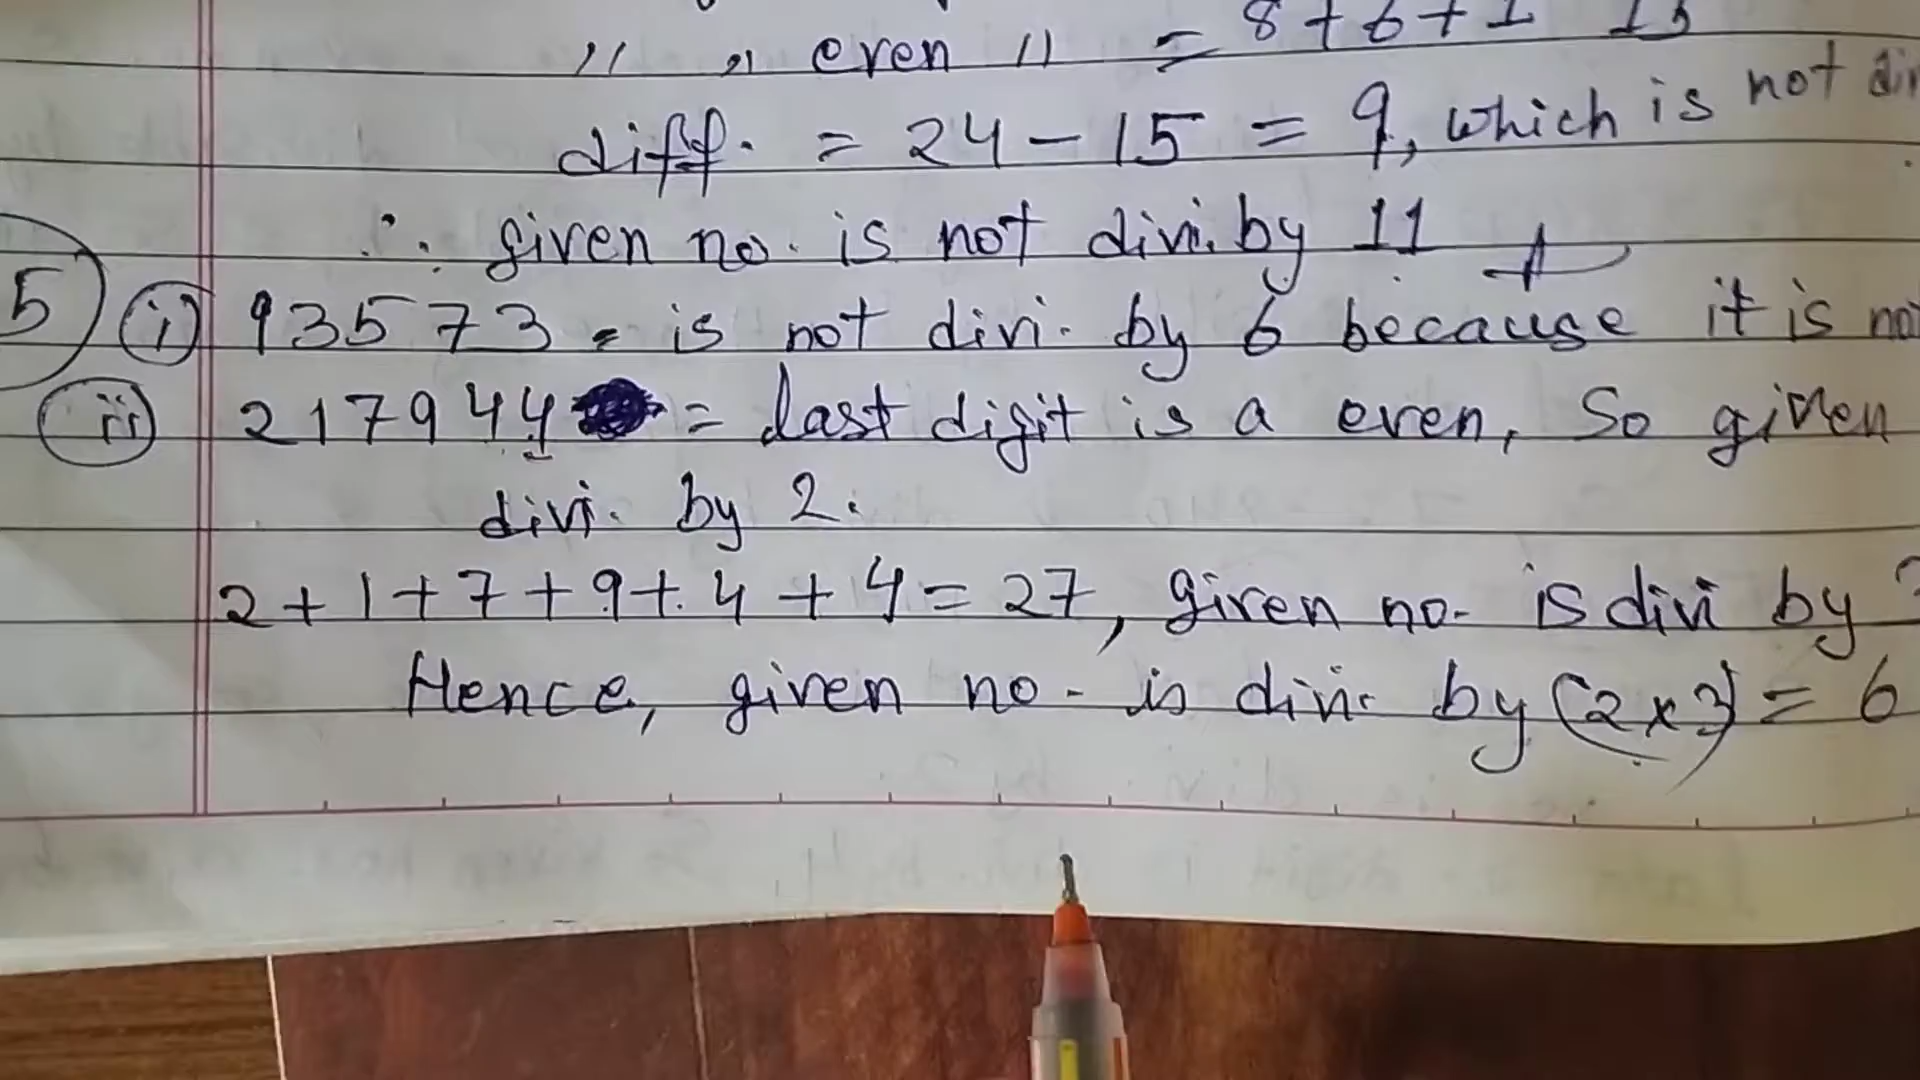 " " even " = 8+6+1 15
diff. = 24-15 = 9, which is not
∴ given no. is not divi. by 11
5 (i) 93573 = is not divi. by 6 because it is
(ii) 217944 = last digit is a even, So given
divi. by 2.
2+1+7+9+4+4=27, given no- is divi by
Hence, given no- is divi. by (2x3) = 6